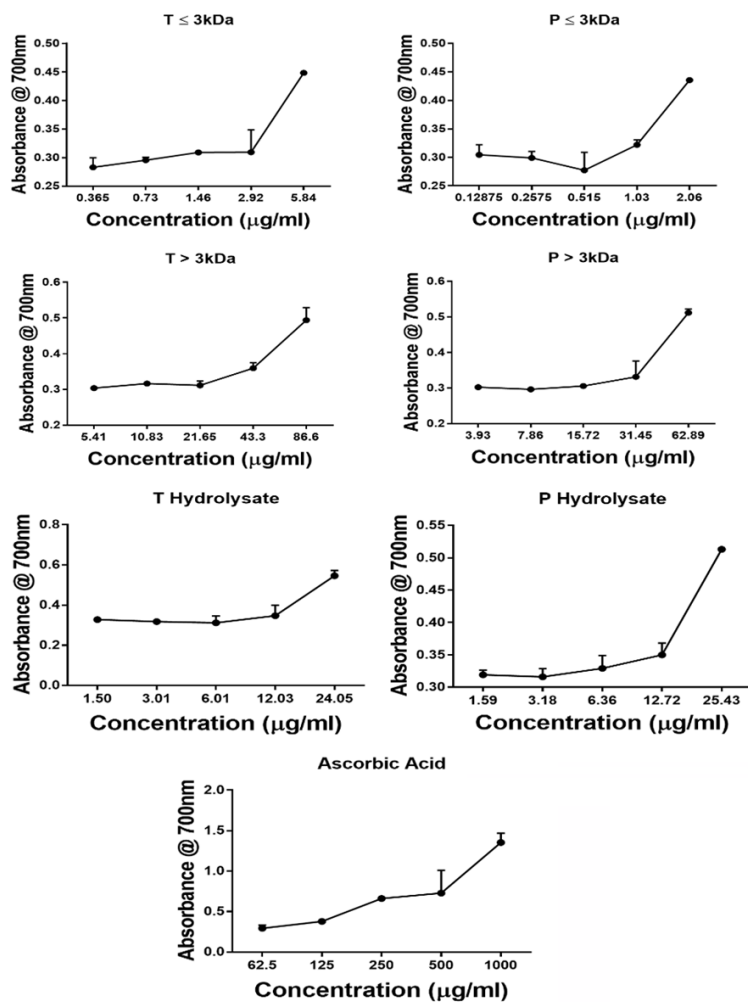 T ≤ 3kDa
Absorbance @ 700nm
0.50
0.45
0.40
0.35
0.30
0.25
0.365 0.73 1.46 2.92 5.84
Concentration (μg/ml)
P ≤ 3kDa
Absorbance @ 700nm
0.50
0.45
0.40
0.35
0.30
0.25
0.12875 0.2575 0.515 1.03 2.06
Concentration (μg/ml)
T > 3kDa
Absorbance @ 700nm
0.6
0.5
0.4
0.3
0.2
5.41 10.83 21.65 43.3 86.6
Concentration (μg/ml)
P > 3kDa
Absorbance @ 700nm
0.6
0.5
0.4
0.3
0.2
3.93 7.86 15.72 31.45 62.89
Concentration (μg/ml)
T Hydrolysate
Absorbance @ 700nm
0.8
0.6
0.4
0.2
0.0
1.50 3.01 6.01 12.03 24.05
Concentration (μg/ml)
P Hydrolysate
Absorbance @ 700nm
0.55
0.50
0.45
0.40
0.35
0.30
1.59 3.18 6.36 12.72 25.43
Concentration (μg/ml)
Ascorbic Acid
Absorbance @ 700nm
2.0
1.5
1.0
0.5
0.0
62.5 125 250 500 1000
Concentration (μg/ml)